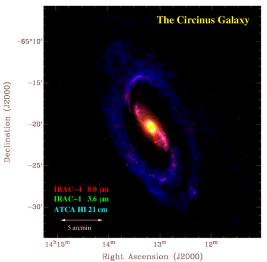 The Circinus Galaxy
-65°10'
-15'
-20'
-25'
-30'
Declination (J2000)
IRAC-4 8.0 μm
IRAC-1 3.6 μm
ATCA HI 21 cm
5 arcmin
14ᵐ 13ᵐ 12ᵐ
Right Ascension (J2000)